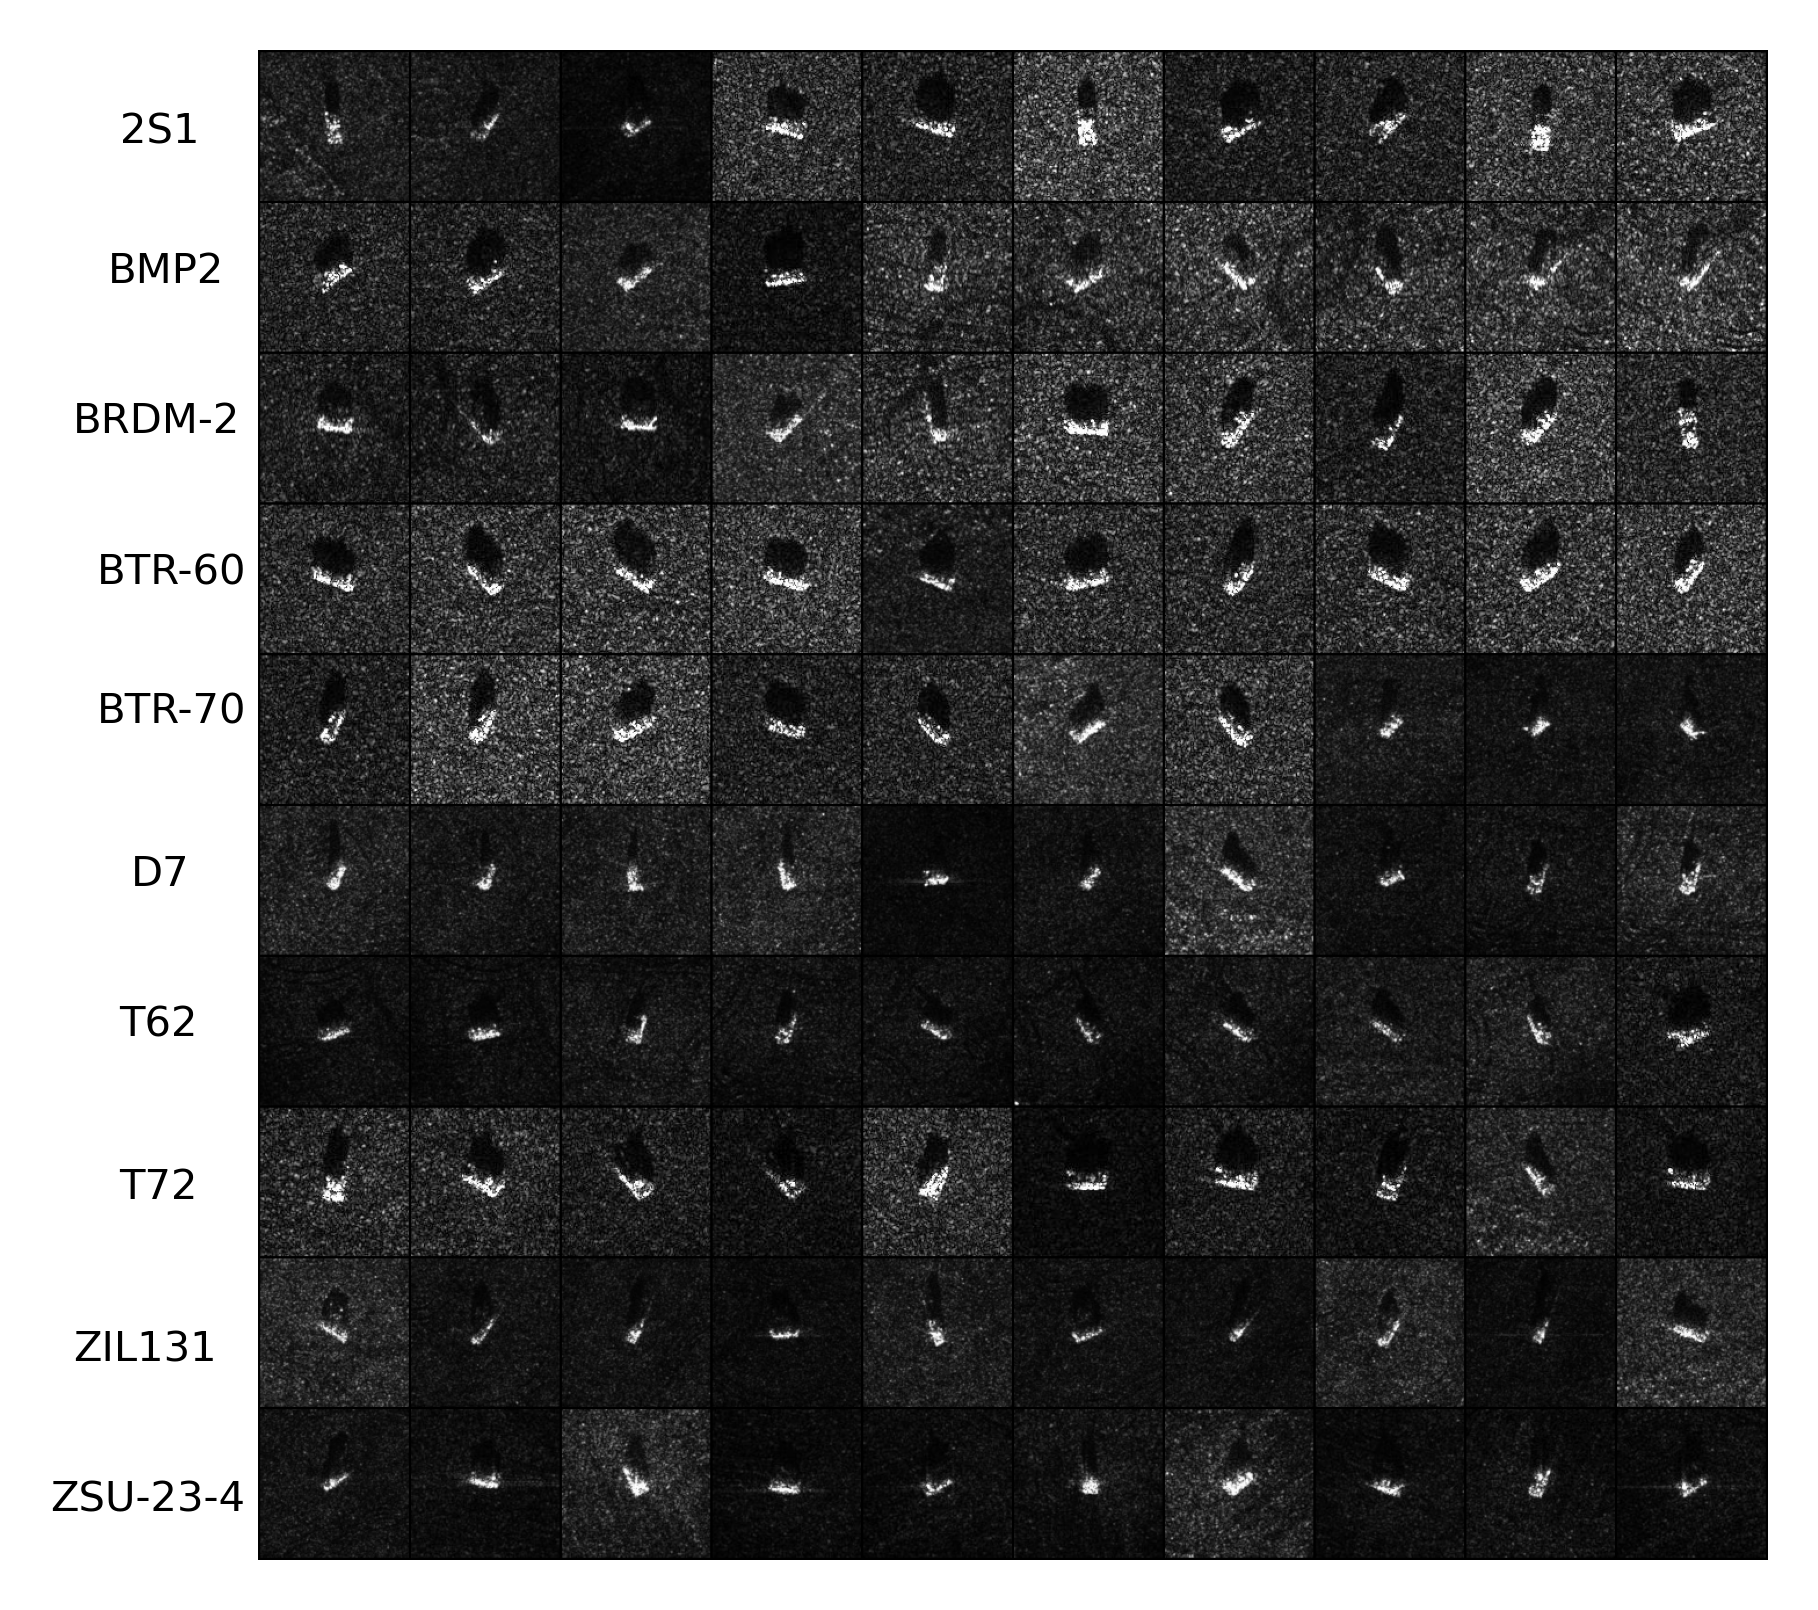 2S1
BMP2
BRDM-2
BTR-60
BTR-70
D7
T62
T72
ZIL131
ZSU-23-4